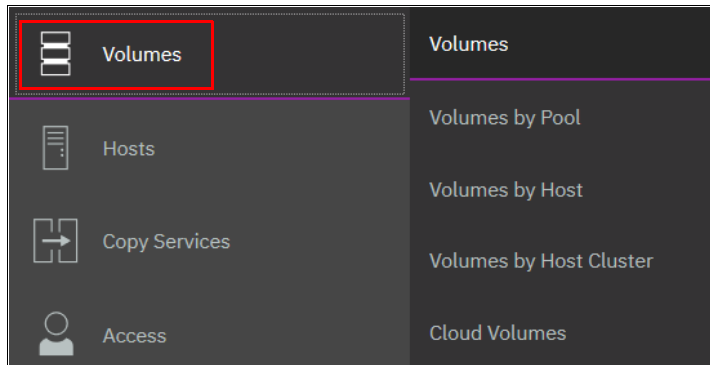 Volumes
Hosts
Copy Services
Access
Volumes
Volumes by Pool
Volumes by Host
Volumes by Host Cluster
Cloud Volumes